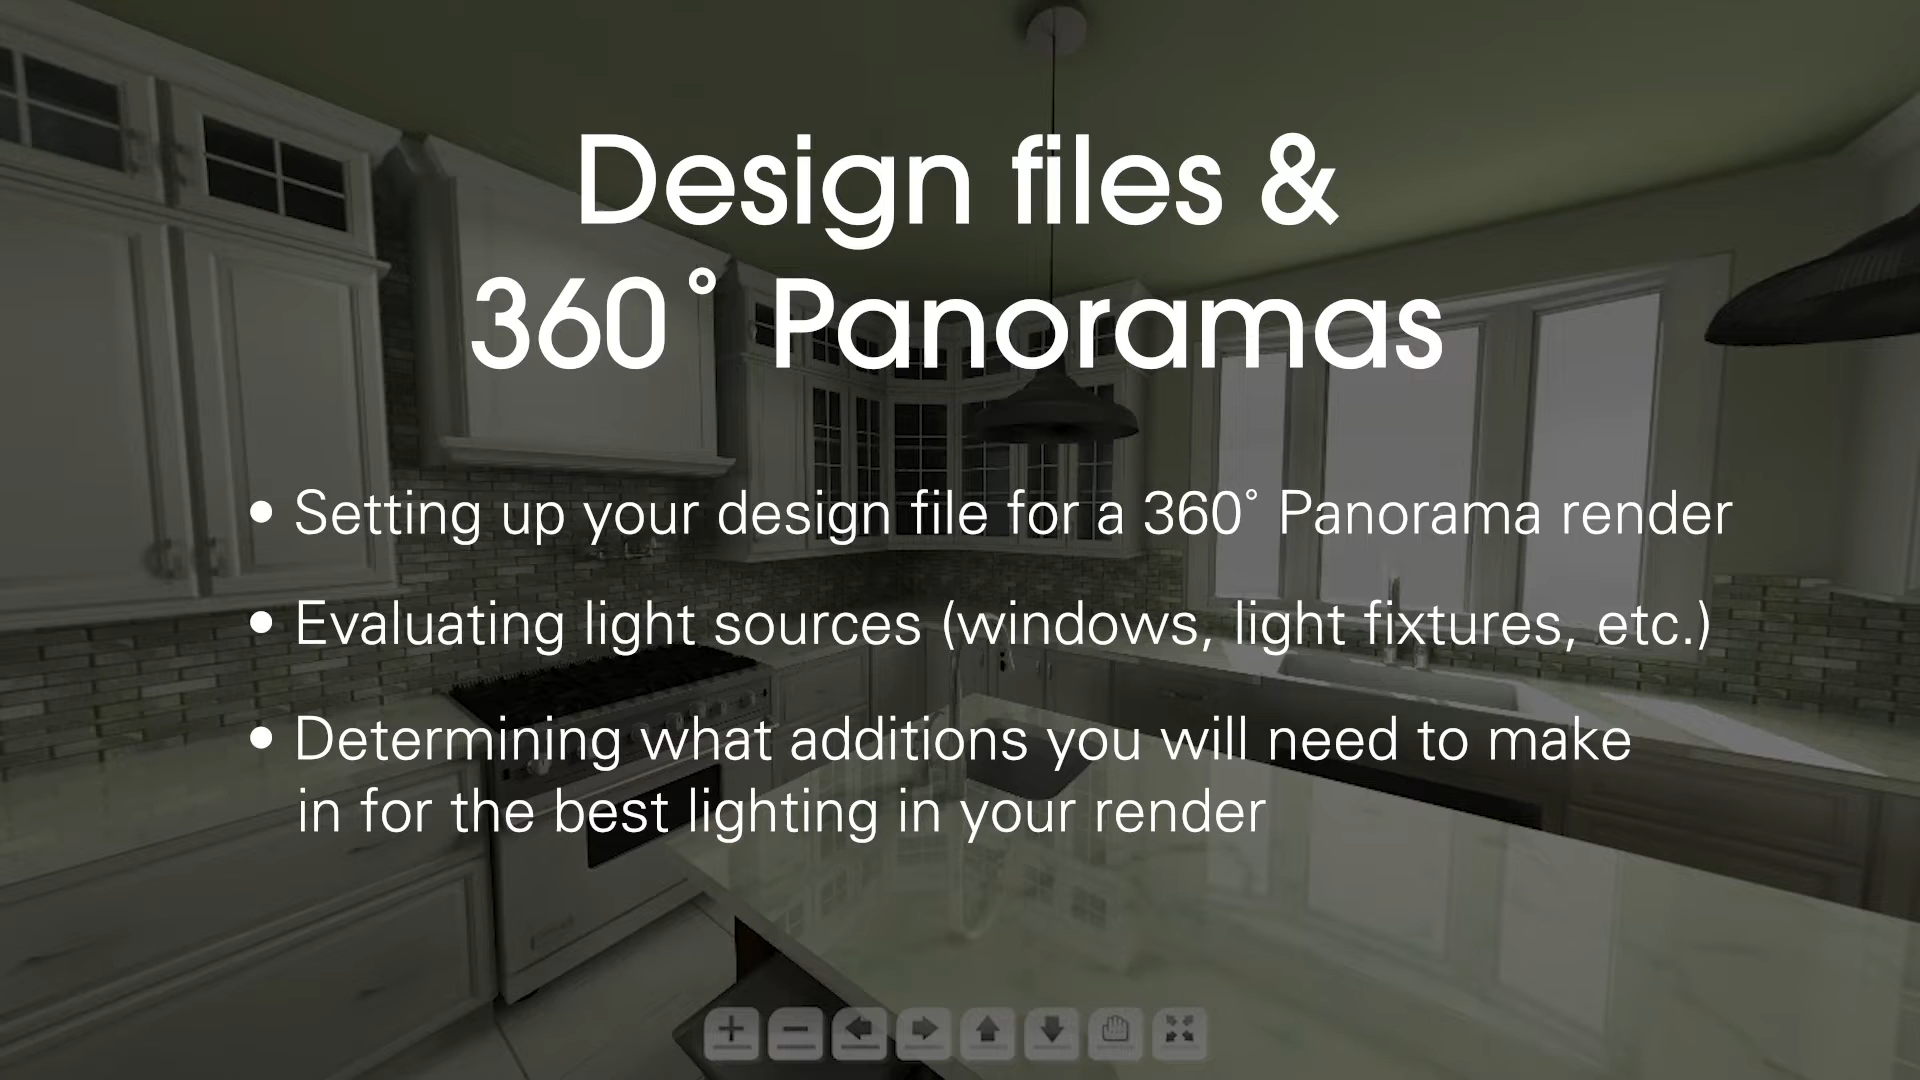 Design files &
360˚ Panoramas
• Setting up your design file for a 360˚ Panorama render
• Evaluating light sources (windows, light fixtures, etc.)
• Determining what additions you will need to make
in for the best lighting in your render